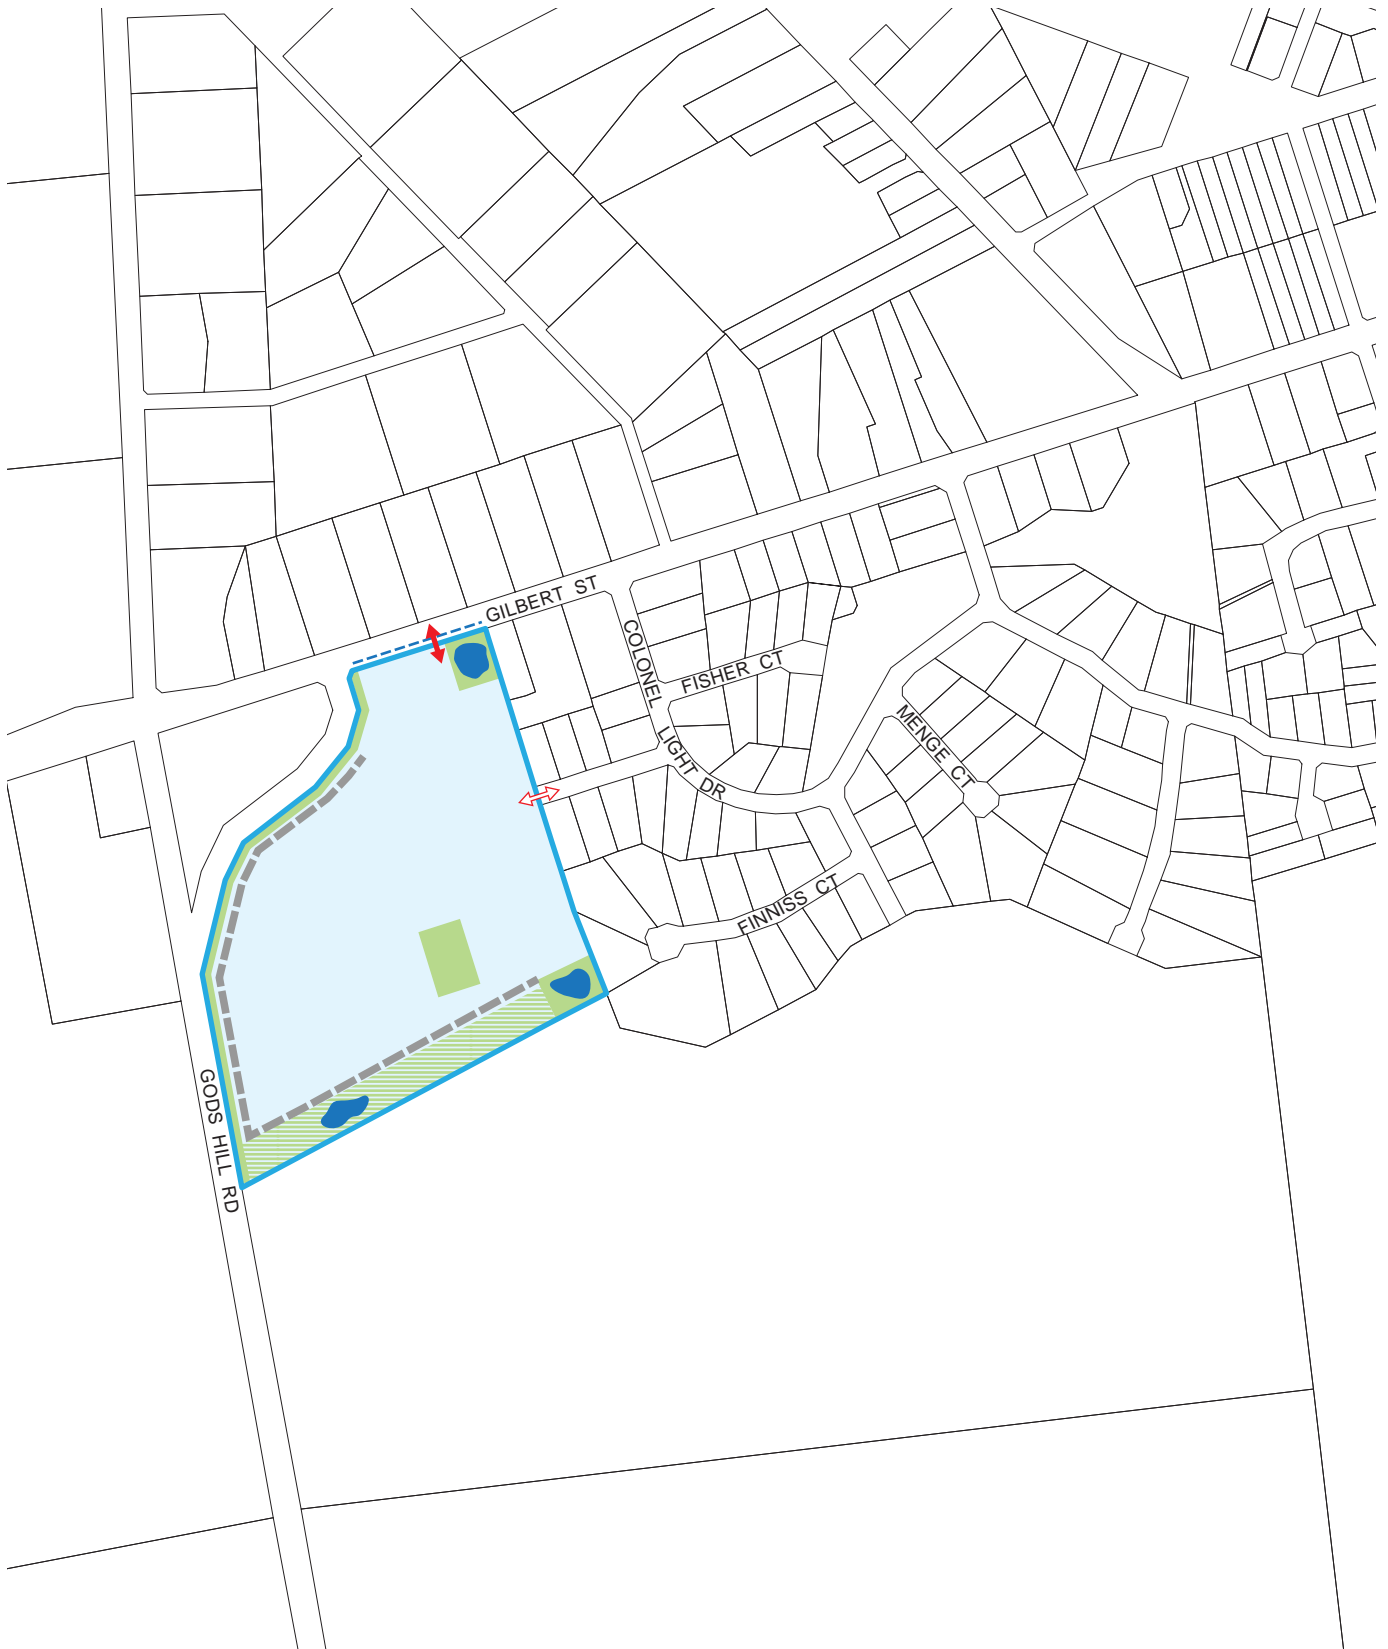 GILBERT ST
COLONEL LIGHT DR
FISHER CT
MENGE CT
FINNISS CT
GODS HILL RD